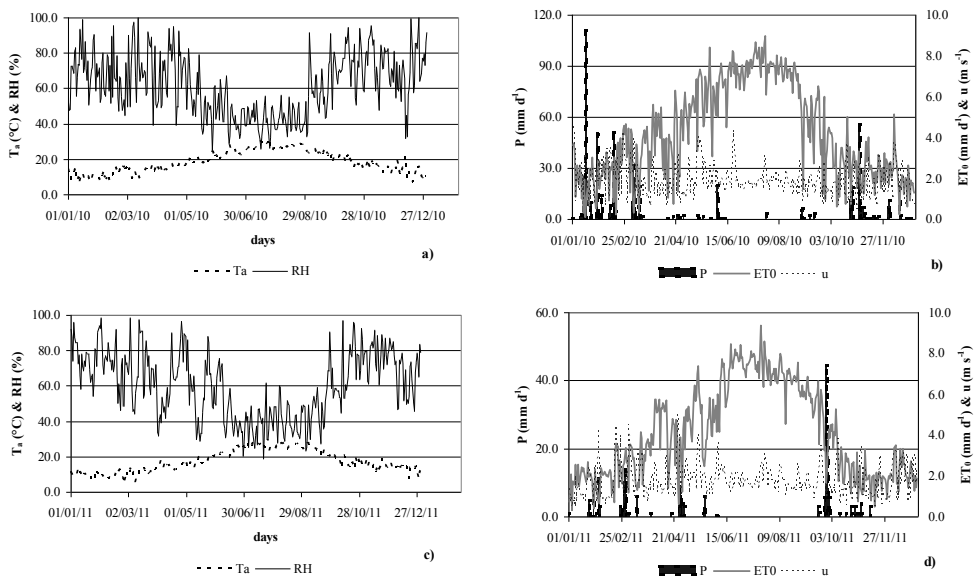 100.0
80.0
60.0
40.0
20.0
0.0
Tₐ (°C) & RH (%)
01/01/10 02/03/10 01/05/10 30/06/10 29/08/10 28/10/10 27/12/10
days
Ta RH
a)
120.0
90.0
60.0
30.0
0.0
P (mm d⁻¹)
10.0
8.0
6.0
4.0
2.0
0.0
ET₀ (mm d⁻¹) & u (m s⁻¹)
01/01/10 25/02/10 21/04/10 15/06/10 09/08/10 03/10/10 27/11/10
b)
P ET0 u
100.0
80.0
60.0
40.0
20.0
0.0
Tₐ (°C) & RH (%)
01/01/11 02/03/11 01/05/11 30/06/11 29/08/11 28/10/11 27/12/11
days
Ta RH
c)
60.0
40.0
20.0
0.0
P (mm d⁻¹)
10.0
8.0
6.0
4.0
2.0
0.0
ET₀ (mm d⁻¹) & u (m s⁻¹)
01/01/11 25/02/11 21/04/11 15/06/11 09/08/11 03/10/11 27/11/11
P ET0 u
d)